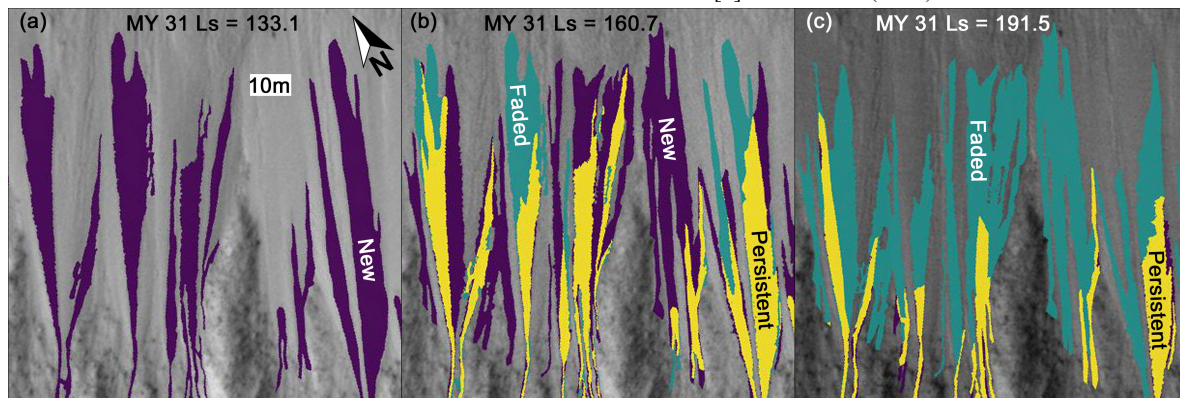 (a)
MY 31 Ls = 133.1
N
10m
New
(b)
MY 31 Ls = 160.7
Faded
New
Persistent
(c)
MY 31 Ls = 191.5
Faded
Persistent